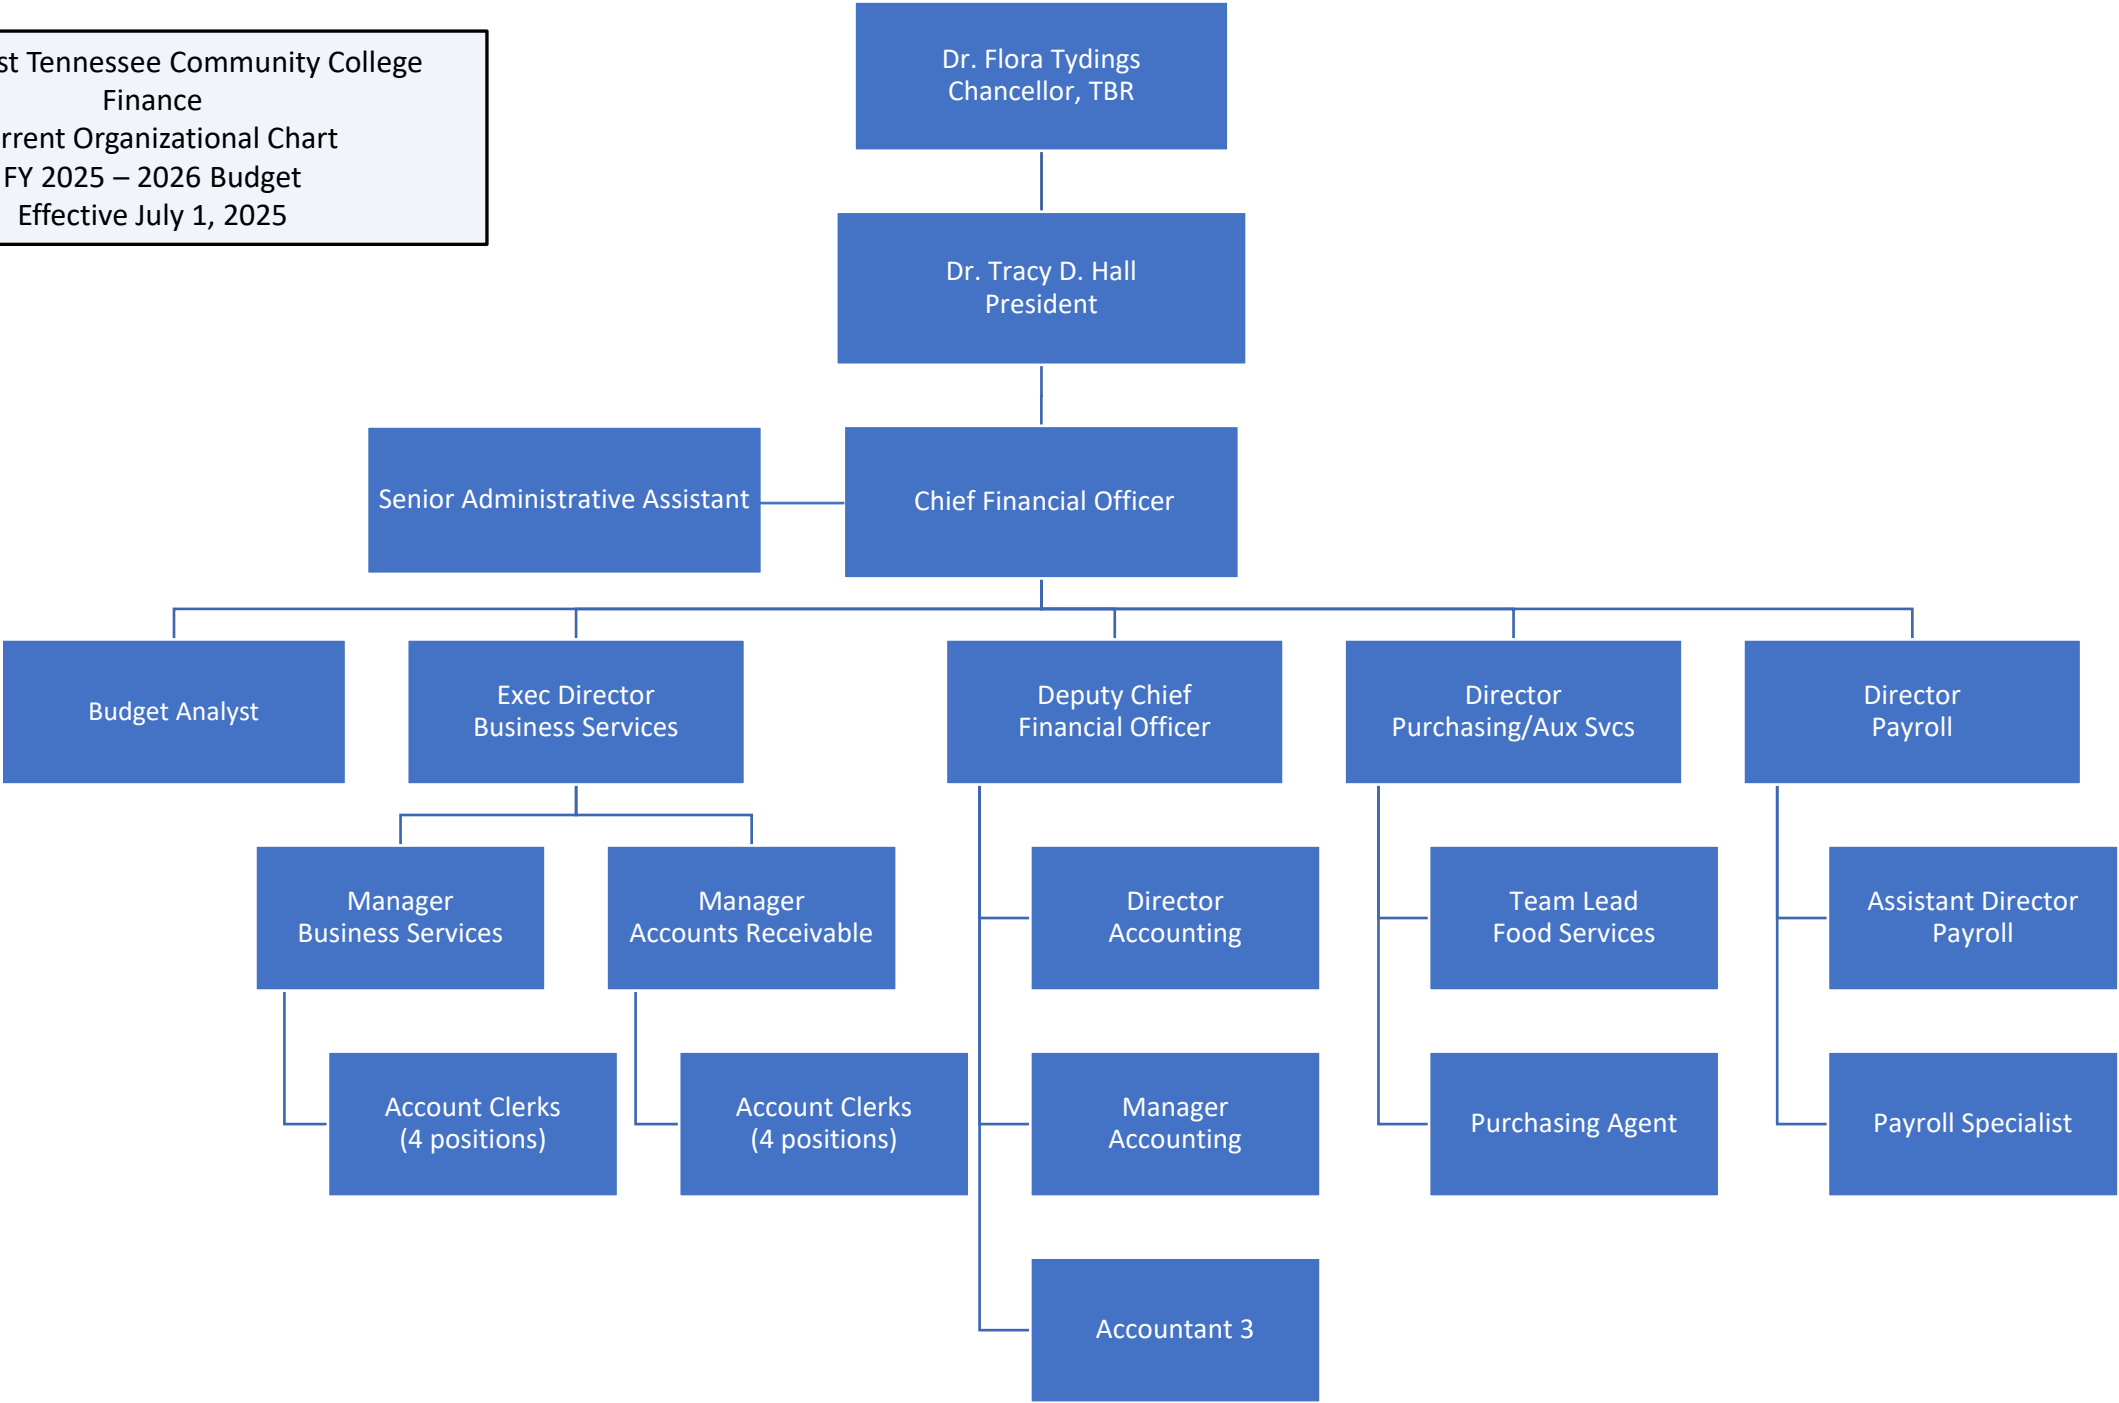 Tennessee Community College
Finance
Organizational Chart
FY 2025 – 2026 Budget
Effective July 1, 2025
Dr. Flora Tydings
Chancellor, TBR
Dr. Tracy D. Hall
President
Senior Administrative Assistant
Chief Financial Officer
Budget Analyst
Exec Director
Business Services
Deputy Chief
Financial Officer
Director
Purchasing/Aux Svcs
Director
Payroll
Manager
Business Services
Manager
Accounts Receivable
Director
Accounting
Team Lead
Food Services
Assistant Director
Payroll
Account Clerks
(4 positions)
Account Clerks
(4 positions)
Manager
Accounting
Purchasing Agent
Payroll Specialist
Accountant 3